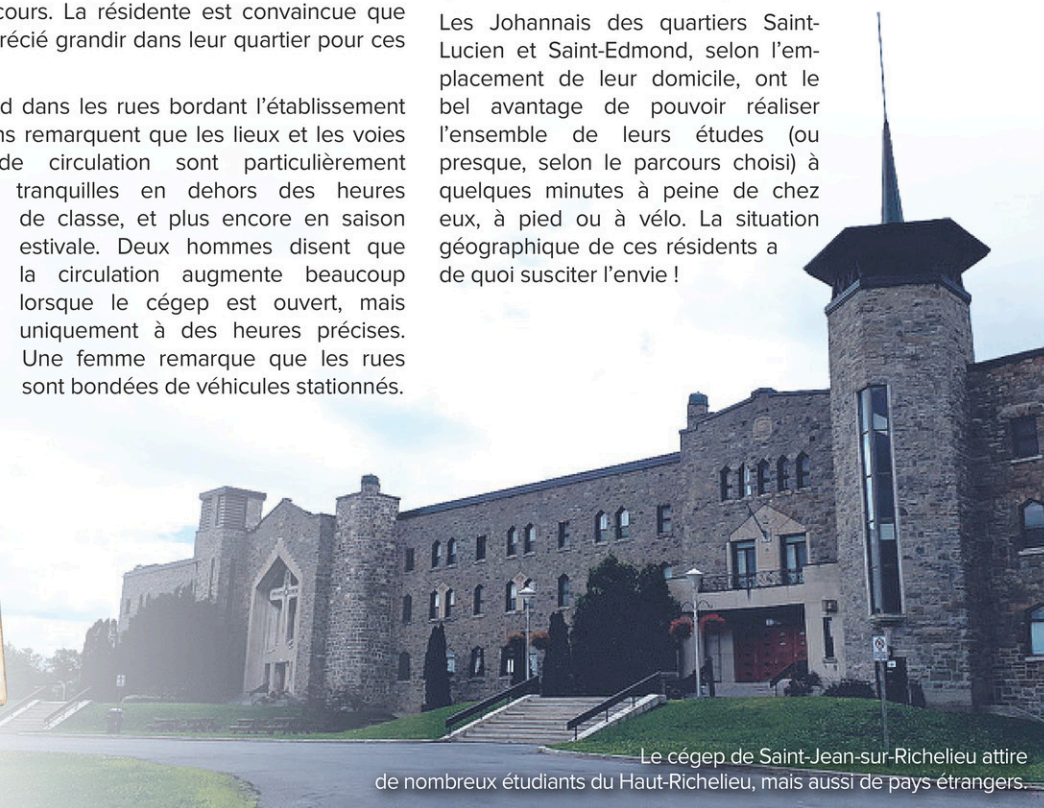 cours. La résidente est convaincue que
récié grandir dans leur quartier pour ces
d dans les rues bordant l'établissement
ns remarquent que les lieux et les voies
de circulation sont particulièrement
tranquilles en dehors des heures
de classe, et plus encore en saison
estivale. Deux hommes disent que
la circulation augmente beaucoup
lorsque le cégep est ouvert, mais
uniquement à des heures précises.
Une femme remarque que les rues
sont bondées de véhicules stationnés.
Les Johannais des quartiers Saint-
Lucien et Saint-Edmond, selon l'em-
placement de leur domicile, ont le
bel avantage de pouvoir réaliser
l'ensemble de leurs études (ou
presque, selon le parcours choisi) à
quelques minutes à peine de chez
eux, à pied ou à vélo. La situation
géographique de ces résidents a
de quoi susciter l'envie !
Le cégep de Saint-Jean-sur-Richelieu attire
de nombreux étudiants du Haut-Richelieu, mais aussi de pays étrangers.